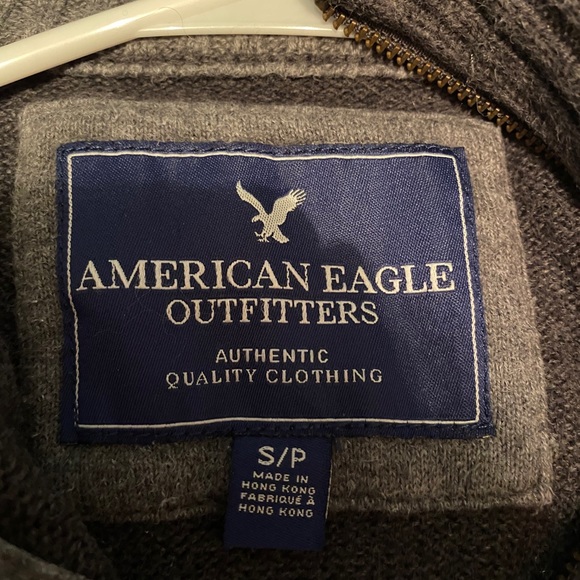 AMERICAN EAGLE
OUTFITTERS
AUTHENTIC
QUALITY CLOTHING
S/P
MADE IN
HONG KONG
FABRIQUÉ À
HONG KONG